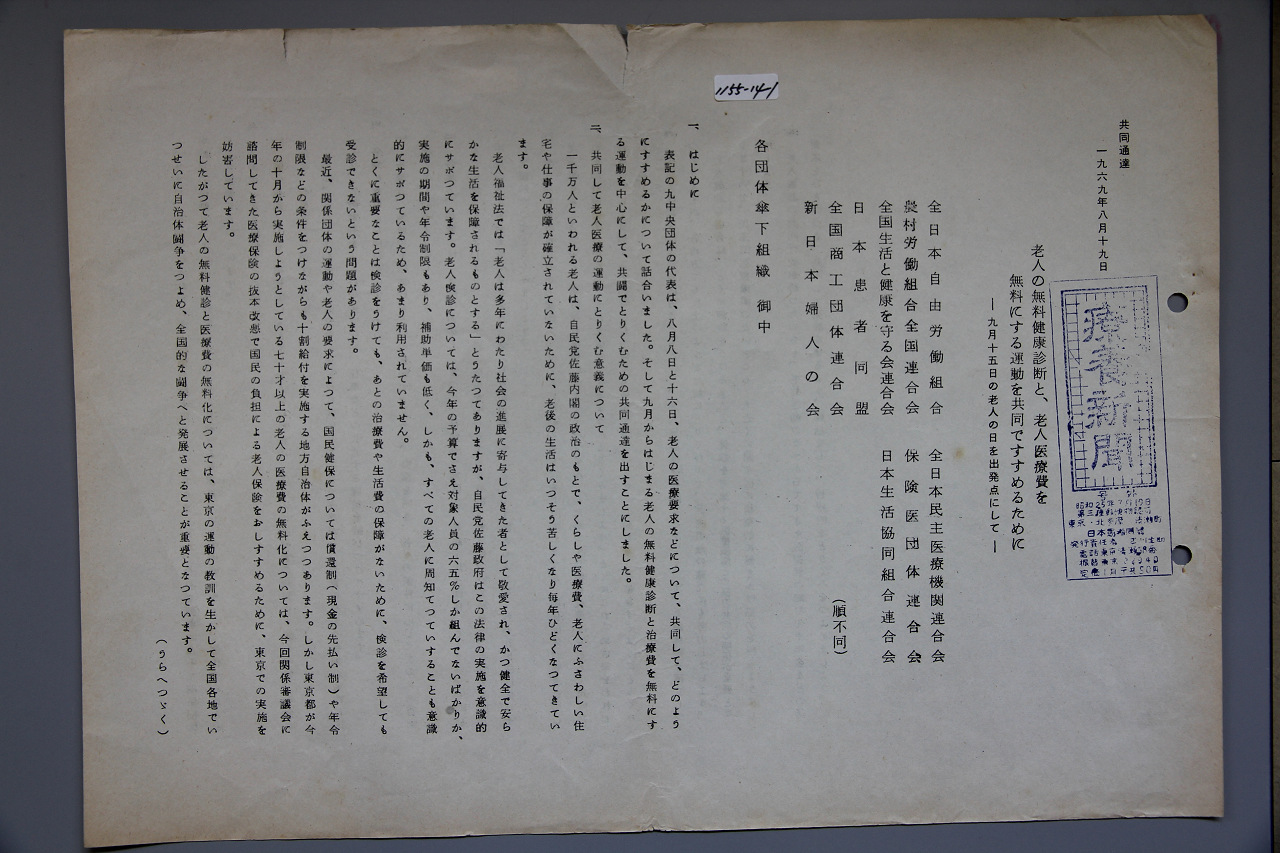 1155-14-1
共同通達
一九六九年八月十九日
老人の無料健康診断と、老人医療費を
無料にする運動を共同ですすめるために
―九月十五日の老人の日を出発点にして―
療養新聞
号外
日本患者同盟
全日本自由労働組合　全日本民主医療機関連合会
農村労働組合全国連合会　保険医団体連合会
全国生活と健康を守る会連合会　日本生活協同組合連合会
日本患者同盟
全国商工団体連合会
新日本婦人の会　（順不同）
各団体傘下組織　御中
一、はじめに
表記の九中央団体の代表は、八月八日と十六日、老人の医療要求などについて、共同して、どのよう
にすすめるかについて話合いました。そして九月からはじまる老人の無料健康診断と治療費を無料にす
る運動を中心にして、共闘でとりくむための共同通達を出すことにしました。
二、共同して老人医療の運動にとりくむ意義について
一千万人といわれる老人は、自民党佐藤内閣の政治のもとで、くらしや医療費、老人にふさわしい住
宅や仕事の保障が確立されていないために、老後の生活はいつそう苦しくなり毎年ひどくなつてきてい
ます。
老人福祉法では「老人は多年にわたり社会の進展に寄与してきた者として敬愛され、かつ健全で安ら
かな生活を保障されるものとする」とうたつてありますが、自民党佐藤政府はこの法律の実施を意識的
にサボつています。老人検診については、今年の予算でさえ対象人員の六五％しか組んでないばかりか、
実施の期間や年令制限もあり、補助単価も低く、しかも、すべての老人に周知てつていすることも意識
的にサボつているため、あまり利用されていません。
とくに重要なことは検診をうけても、あとの治療費や生活費の保障がないために、検診を希望しても
受診できないという問題があります。
最近、関係団体の運動や老人の要求によつて、国民健保については償還制（現金の先払い制）や年令
制限などの条件をつけながらも十割給付を実施する地方自治体がふえつつあります。しかし東京都が今
年の十月から実施しようとしている七十才以上の老人の医療費の無料化については、今回関係審議会に
諮問してきた医療保険の抜本改悪で国民の負担による老人保険をおしすすめるために、東京での実施を
妨害しています。
したがつて老人の無料健診と医療費の無料化については、東京の運動の教訓を生かして全国各地でい
つせいに自治体闘争をつよめ、全国的な闘争へと発展させることが重要となつています。
（うらへつゞく）